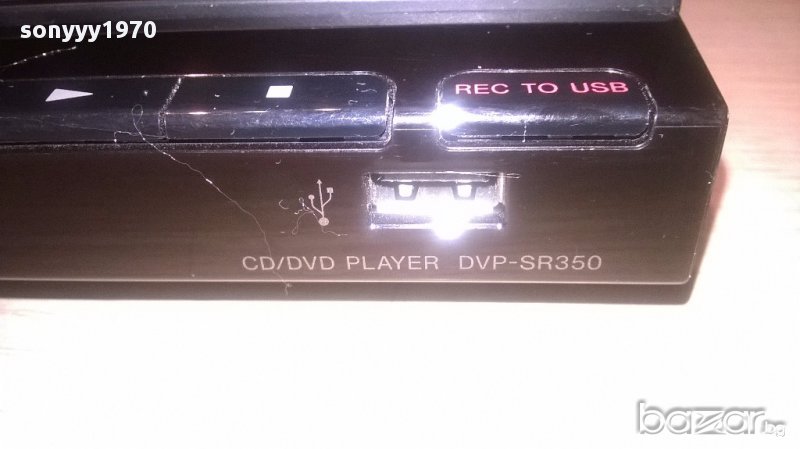 sonyyy1970
REC TO USB
CD/DVD PLAYER DVP-SR350
bazar.bg